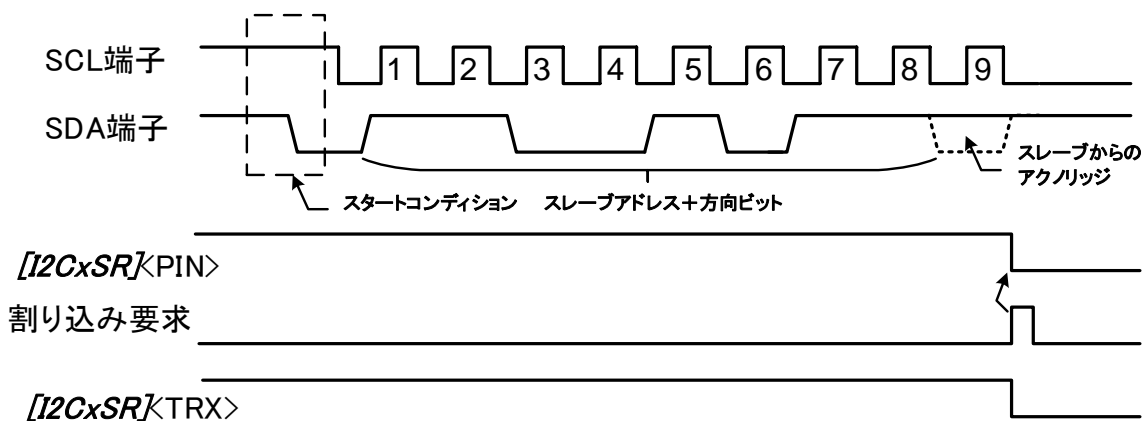 SCL端子
1 2 3 4 5 6 7 8 9
SDA端子
スレーブからの
アクノリッジ
スタートコンディション
スレーブアドレス＋方向ビット
[I2CxSR]<PIN>
割り込み要求
[I2CxSR]<TRX>